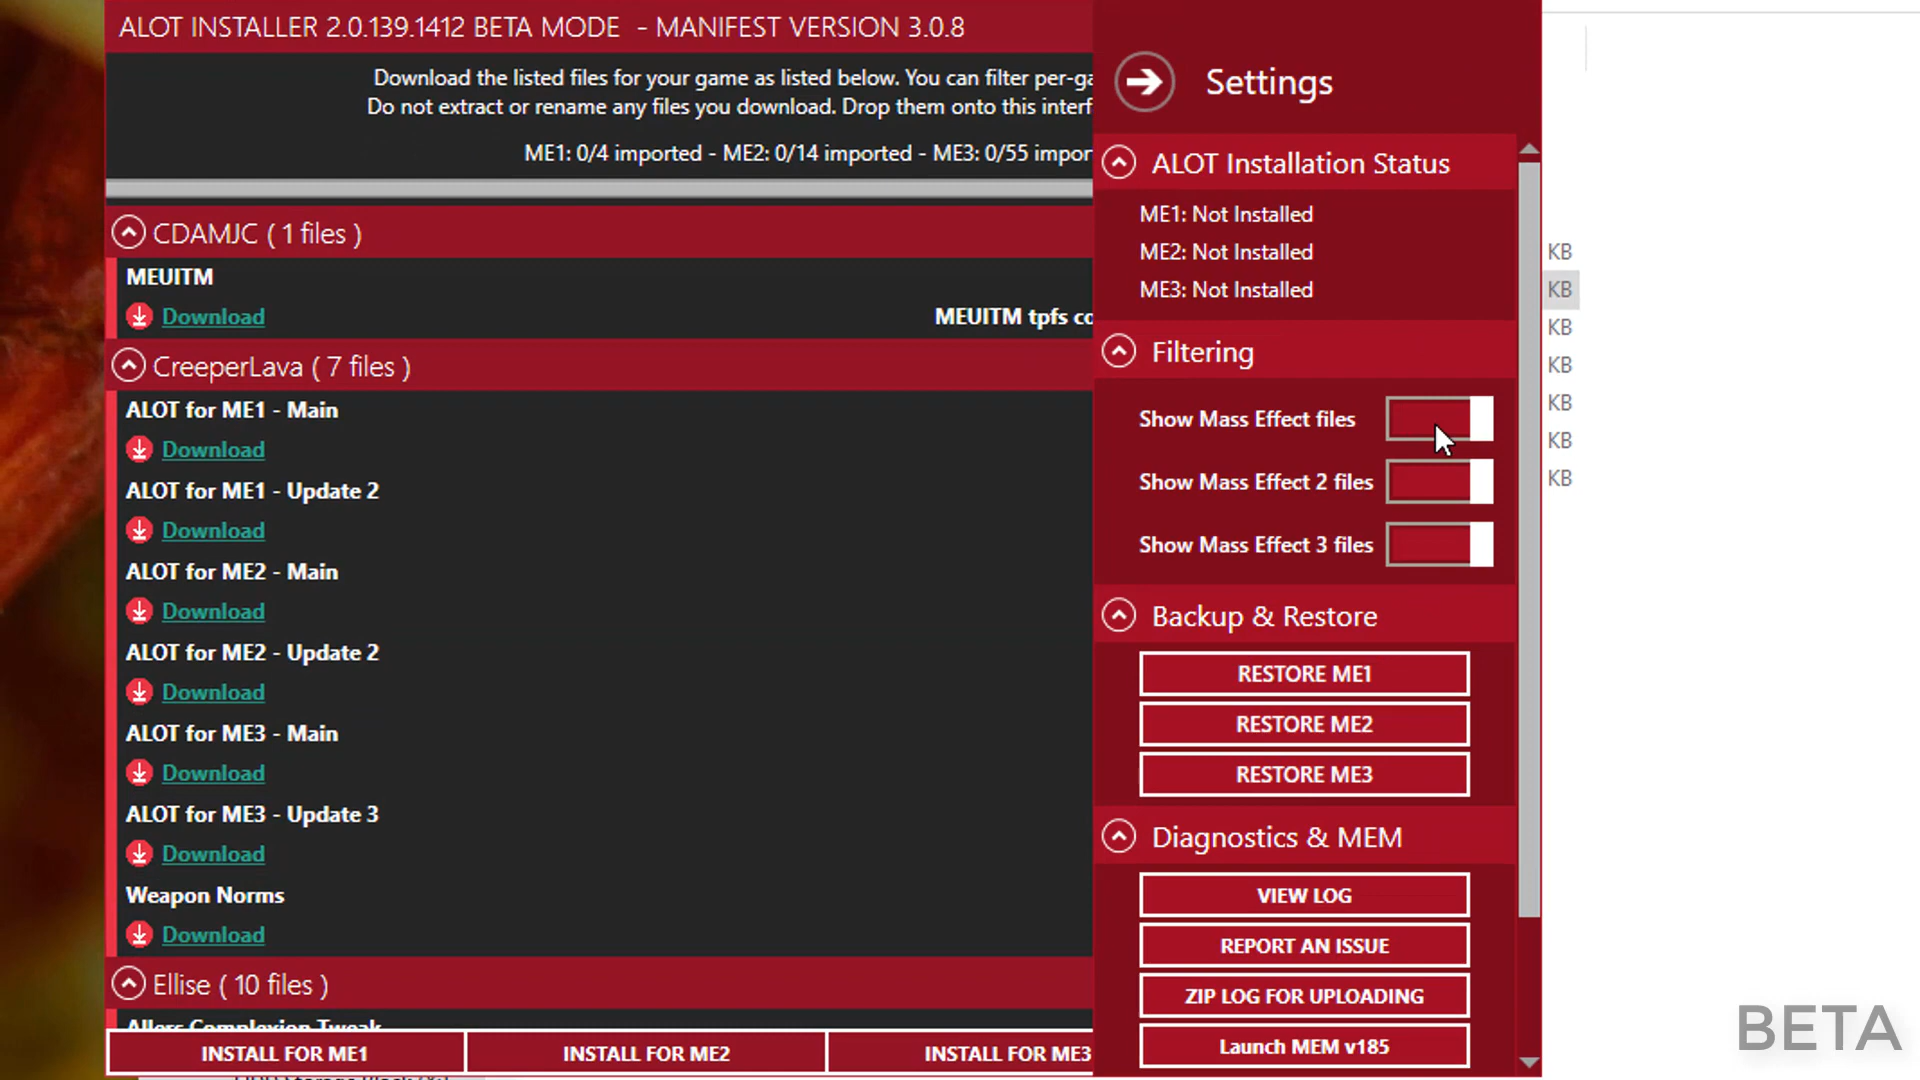 ALOT INSTALLER 2.0.139.1412 BETA MODE - MANIFEST VERSION 3.0.8
Download the listed files for your game as listed below. You can filter per-ga
Do not extract or rename any files you download. Drop them onto this interf
ME1: 0/4 imported - ME2: 0/14 imported - ME3: 0/55 impor
CDAMJC ( 1 files )
MEUITM
Download
MEUITM tpfs co
CreeperLava ( 7 files )
ALOT for ME1 - Main
Download
ALOT for ME1 - Update 2
Download
ALOT for ME2 - Main
Download
ALOT for ME2 - Update 2
Download
ALOT for ME3 - Main
Download
ALOT for ME3 - Update 3
Download
Weapon Norms
Download
Ellise ( 10 files )
Allers Complexion Tweak
INSTALL FOR ME1
INSTALL FOR ME2
INSTALL FOR ME3
Settings
ALOT Installation Status
ME1: Not Installed
ME2: Not Installed
ME3: Not Installed
Filtering
Show Mass Effect files
Show Mass Effect 2 files
Show Mass Effect 3 files
Backup & Restore
RESTORE ME1
RESTORE ME2
RESTORE ME3
Diagnostics & MEM
VIEW LOG
REPORT AN ISSUE
ZIP LOG FOR UPLOADING
Launch MEM v185
KB
KB
KB
KB
KB
KB
KB
BETA